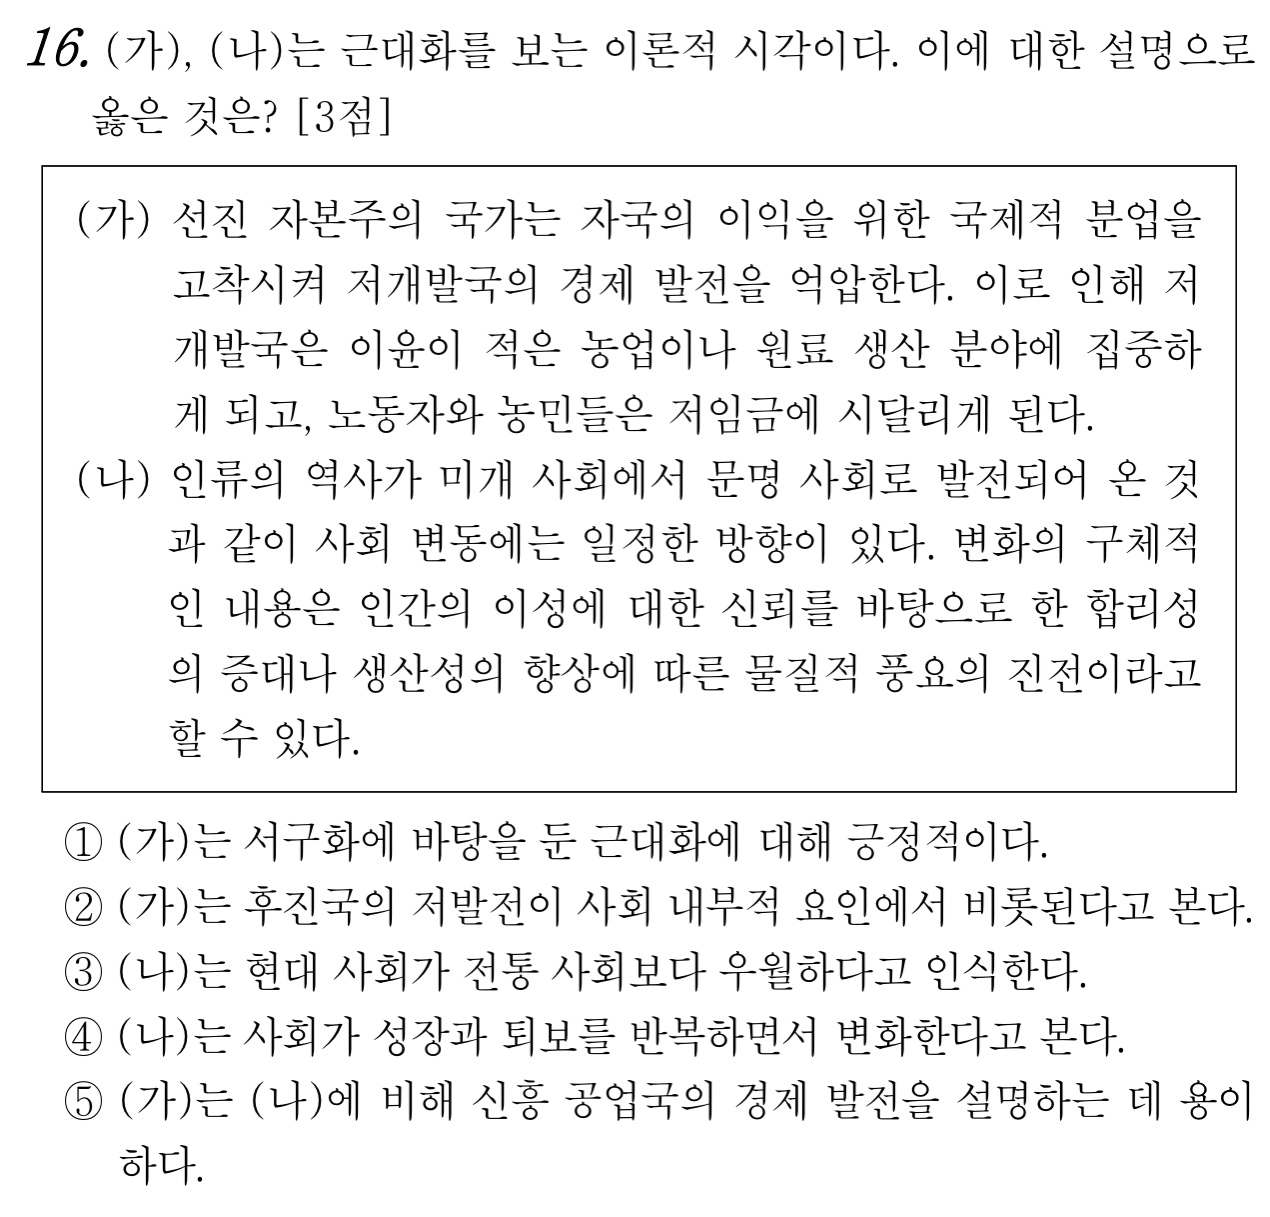 16. (가), (나)는 근대화를 보는 이론적 시각이다. 이에 대한 설명으로
옳은 것은? [3점]
(가) 선진 자본주의 국가는 자국의 이익을 위한 국제적 분업을
고착시켜 저개발국의 경제 발전을 억압한다. 이로 인해 저
개발국은 이윤이 적은 농업이나 원료 생산 분야에 집중하
게 되고, 노동자와 농민들은 저임금에 시달리게 된다.
(나) 인류의 역사가 미개 사회에서 문명 사회로 발전되어 온 것
과 같이 사회 변동에는 일정한 방향이 있다. 변화의 구체적
인 내용은 인간의 이성에 대한 신뢰를 바탕으로 한 합리성
의 증대나 생산성의 향상에 따른 물질적 풍요의 진전이라고
할 수 있다.
① (가)는 서구화에 바탕을 둔 근대화에 대해 긍정적이다.
② (가)는 후진국의 저발전이 사회 내부적 요인에서 비롯된다고 본다.
③ (나)는 현대 사회가 전통 사회보다 우월하다고 인식한다.
④ (나)는 사회가 성장과 퇴보를 반복하면서 변화한다고 본다.
⑤ (가)는 (나)에 비해 신흥 공업국의 경제 발전을 설명하는 데 용이
하다.